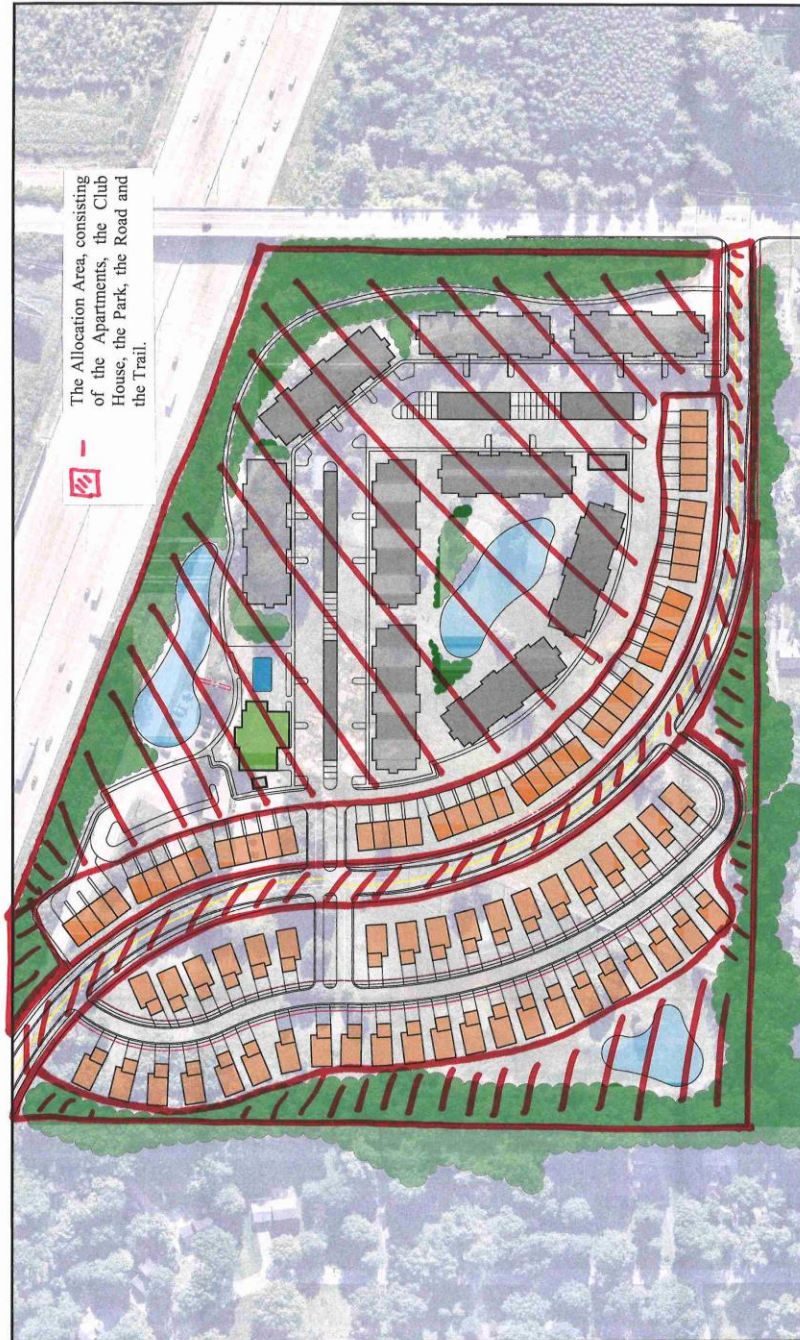 The Allocation Area, consisting
of the Apartments, the Club
House, the Park, the Road and
the Trail.